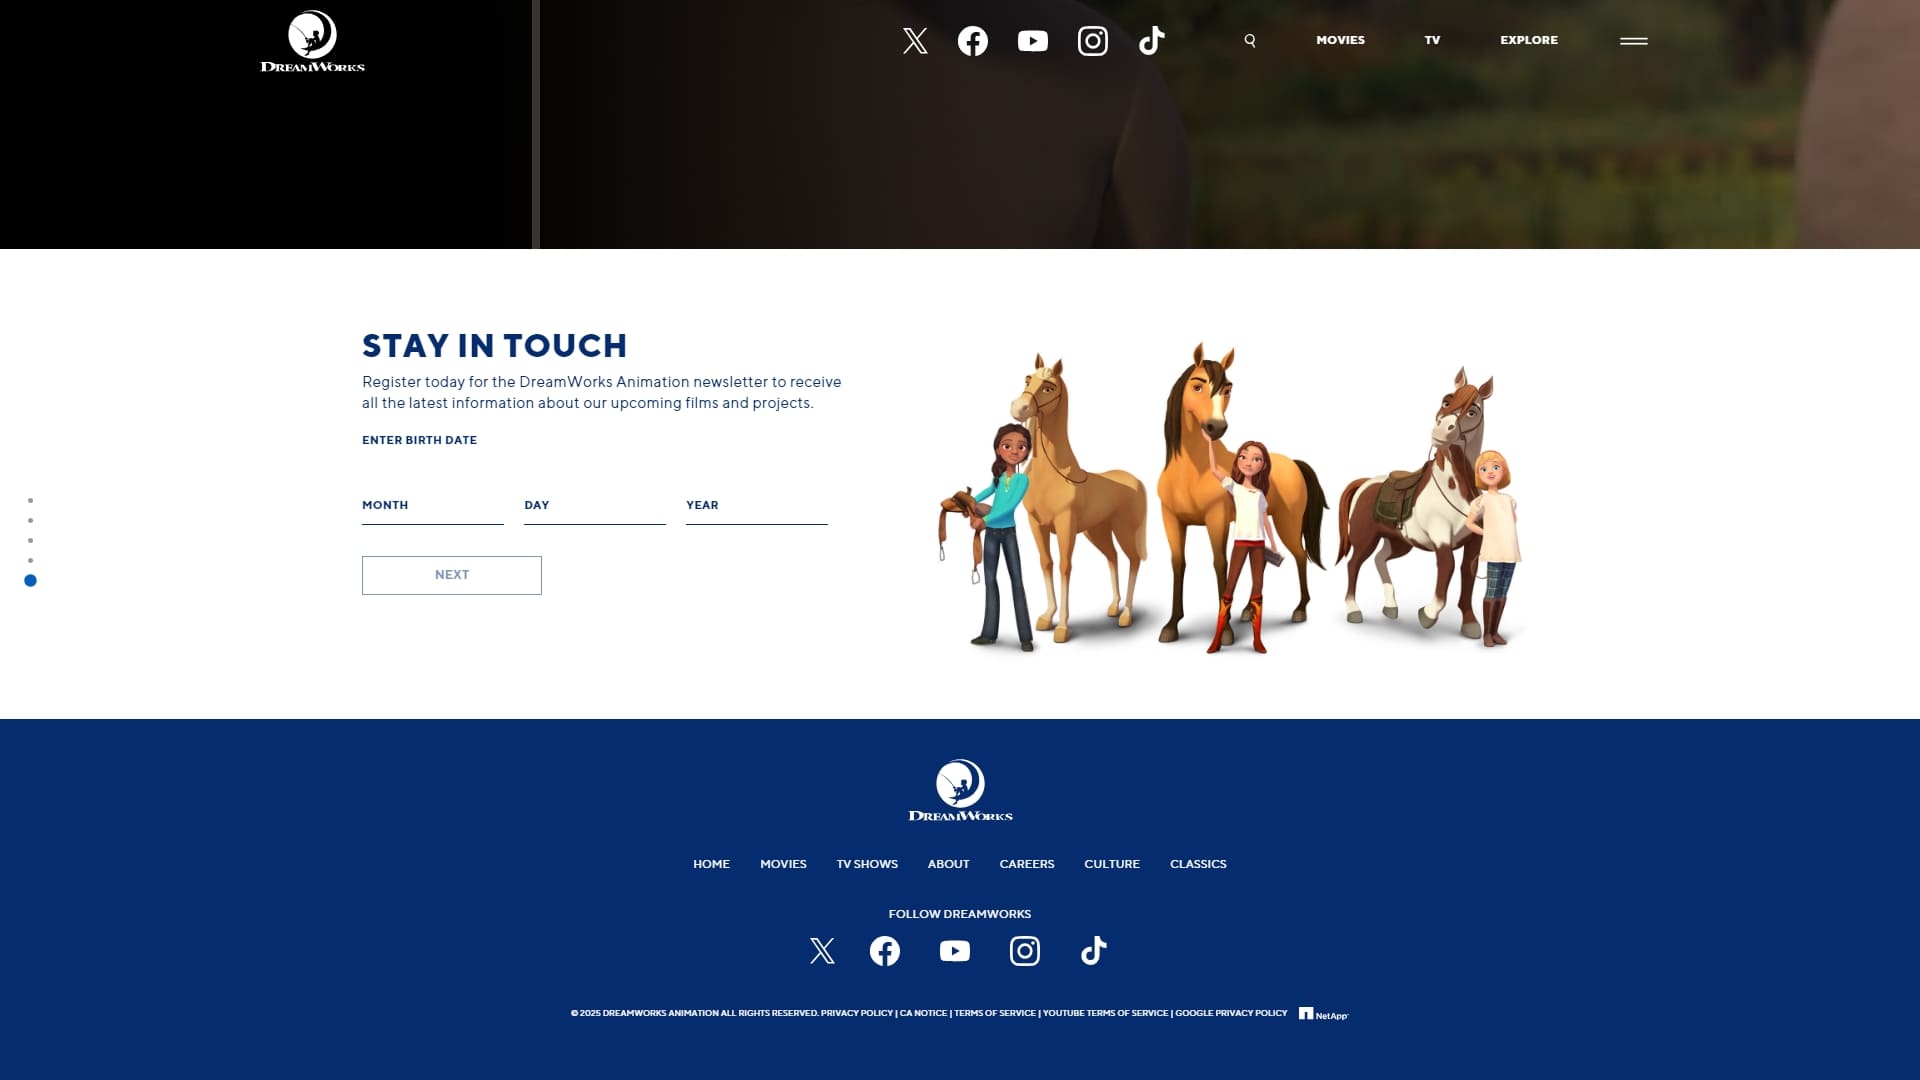 DREAMWORKS
MOVIES TV EXPLORE
STAY IN TOUCH
Register today for the DreamWorks Animation newsletter to receive
all the latest information about our upcoming films and projects.
ENTER BIRTH DATE
MONTH DAY YEAR
NEXT
DREAMWORKS
HOME MOVIES TV SHOWS ABOUT CAREERS CULTURE CLASSICS
FOLLOW DREAMWORKS
© 2025 DREAMWORKS ANIMATION ALL RIGHTS RESERVED. PRIVACY POLICY | CA NOTICE | TERMS OF SERVICE | YOUTUBE TERMS OF SERVICE | GOOGLE PRIVACY POLICY NetApp